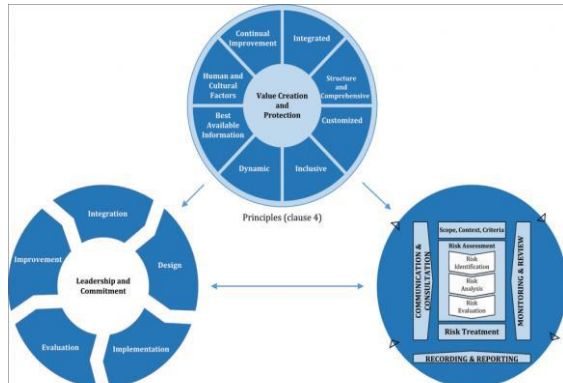 Continual
Improvement
Integrated
Human and
Cultural
Factors
Structure
and
Comprehensive
Value Creation
and
Protection
Best
Available
Information
Customized
Dynamic
Inclusive
Principles (clause 4)
Integration
Improvement
Design
Leadership and
Commitment
Evaluation
Implementation
Scope, Context, Criteria
Risk Assessment
Risk
Identification
Risk
Analysis
Risk
Evaluation
Risk Treatment
COMMUNICATION &
CONSULTATION
MONITORING & REVIEW
RECORDING & REPORTING